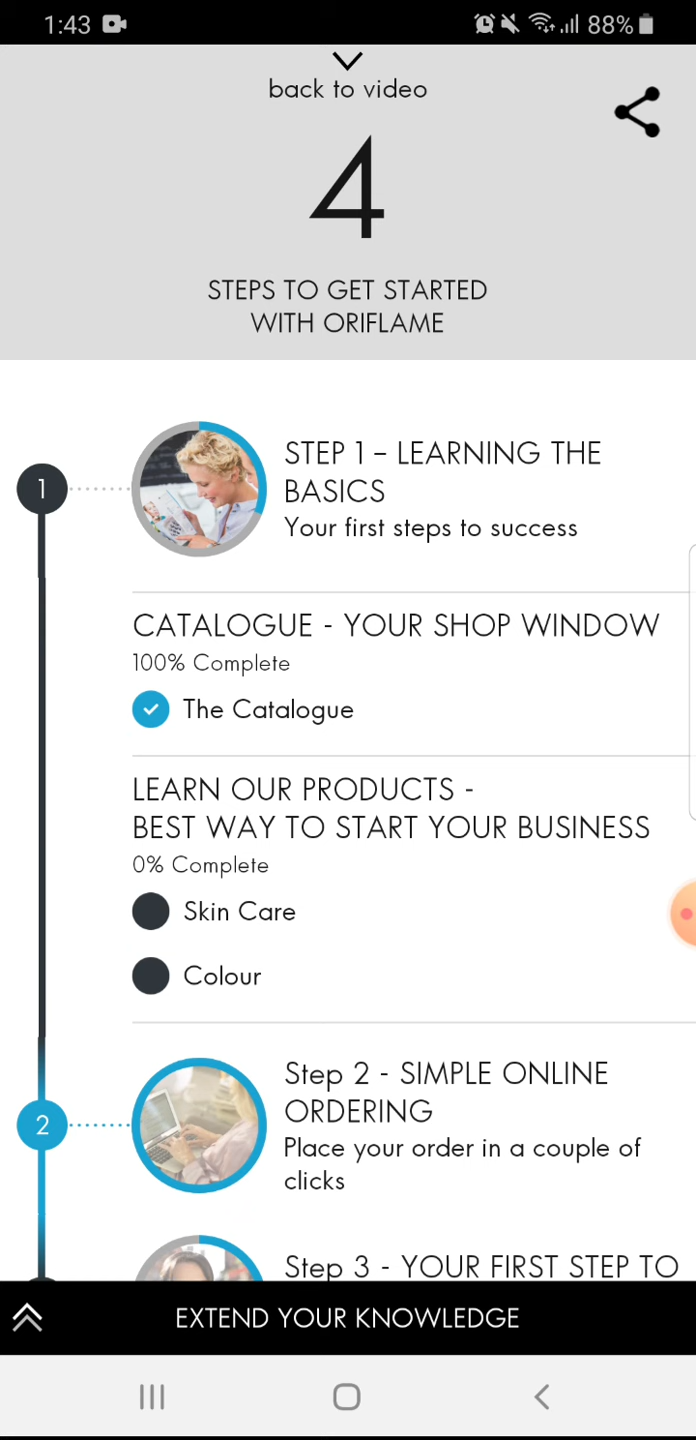 1:43
88%
back to video
4
STEPS TO GET STARTED
WITH ORIFLAME
1
STEP 1 – LEARNING THE
BASICS
Your first steps to success
CATALOGUE - YOUR SHOP WINDOW
100% Complete
The Catalogue
LEARN OUR PRODUCTS -
BEST WAY TO START YOUR BUSINESS
0% Complete
Skin Care
Colour
2
Step 2 - SIMPLE ONLINE
ORDERING
Place your order in a couple of
clicks
Step 3 - YOUR FIRST STEP TO
EXTEND YOUR KNOWLEDGE